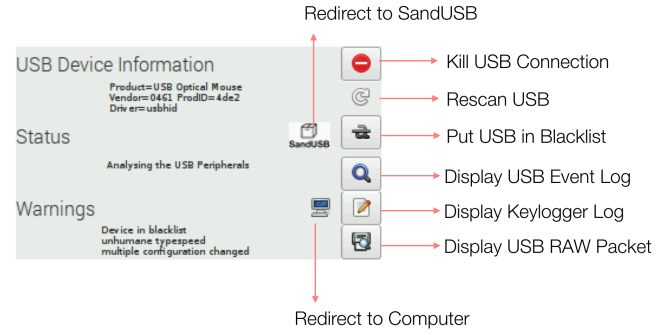 Redirect to SandUSB
USB Device Information
Kill USB Connection
Product=USB Optical Mouse
Vendor=0461 ProdID=4de2
Driver=usbhid
Rescan USB
Status
SandUSB
Put USB in Blacklist
Analysing the USB Peripherals
Display USB Event Log
Warnings
Display Keylogger Log
Device in blacklist
unhumane typespeed
multiple configuration changed
Display USB RAW Packet
Redirect to Computer